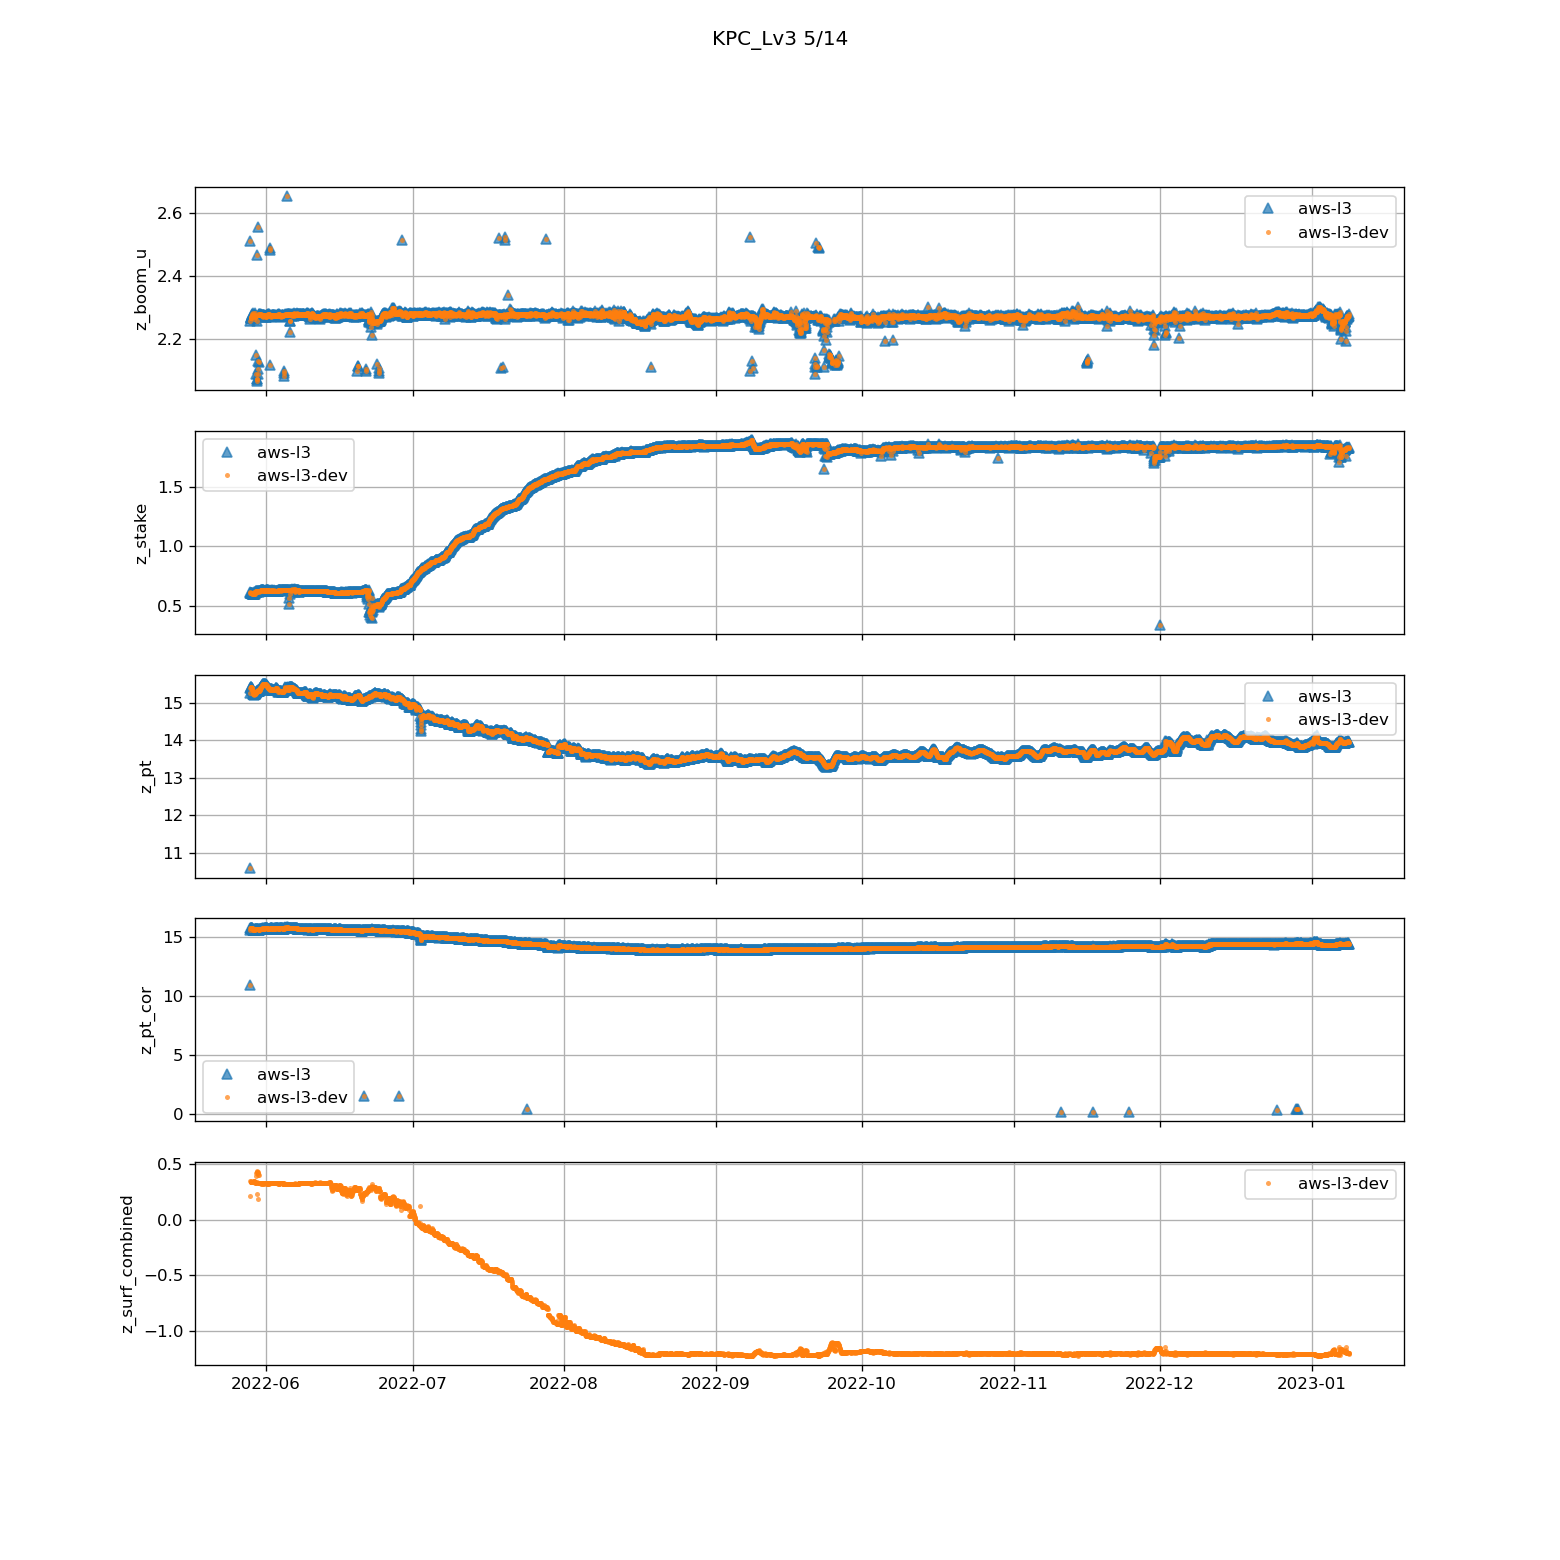 KPC_Lv3 5/14
z_boom_u
2.6
2.4
2.2
aws-l3
aws-l3-dev
z_stake
1.5
1.0
0.5
aws-l3
aws-l3-dev
z_pt
15
14
13
12
11
aws-l3
aws-l3-dev
z_pt_cor
15
10
5
0
aws-l3
aws-l3-dev
z_surf_combined
0.5
0.0
−0.5
−1.0
aws-l3-dev
2022-06 2022-07 2022-08 2022-09 2022-10 2022-11 2022-12 2023-01